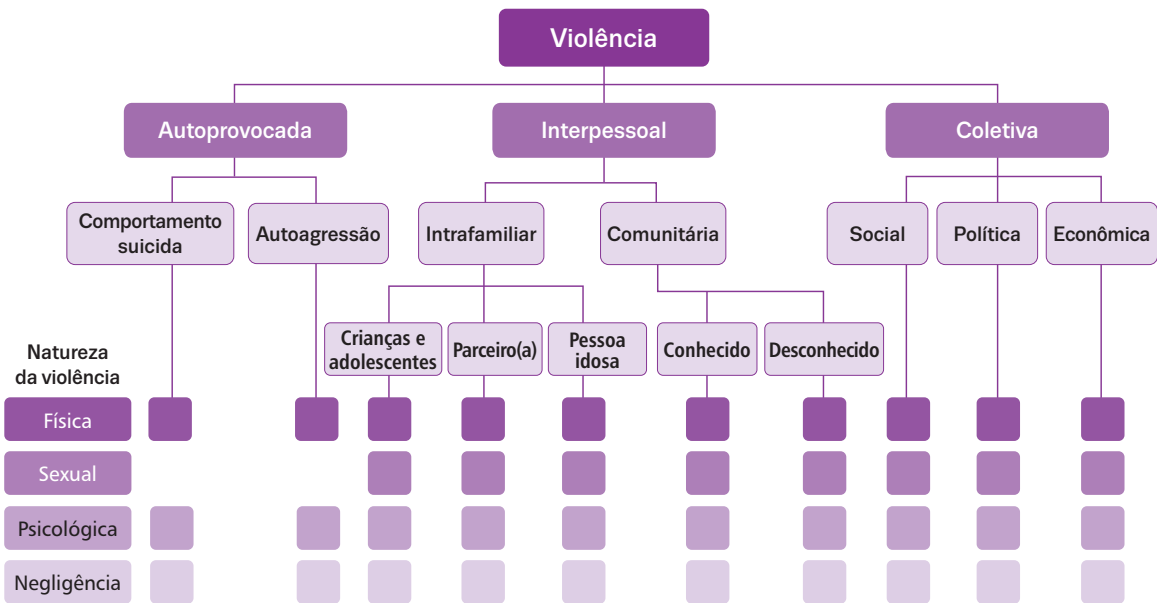 Violência
Autoprovocada
Interpessoal
Coletiva
Comportamento
suicida
Autoagressão
Intrafamiliar
Comunitária
Social
Política
Econômica
Crianças e
adolescentes
Parceiro(a)
Pessoa
idosa
Conhecido
Desconhecido
Natureza
da violência
Física
Sexual
Psicológica
Negligência